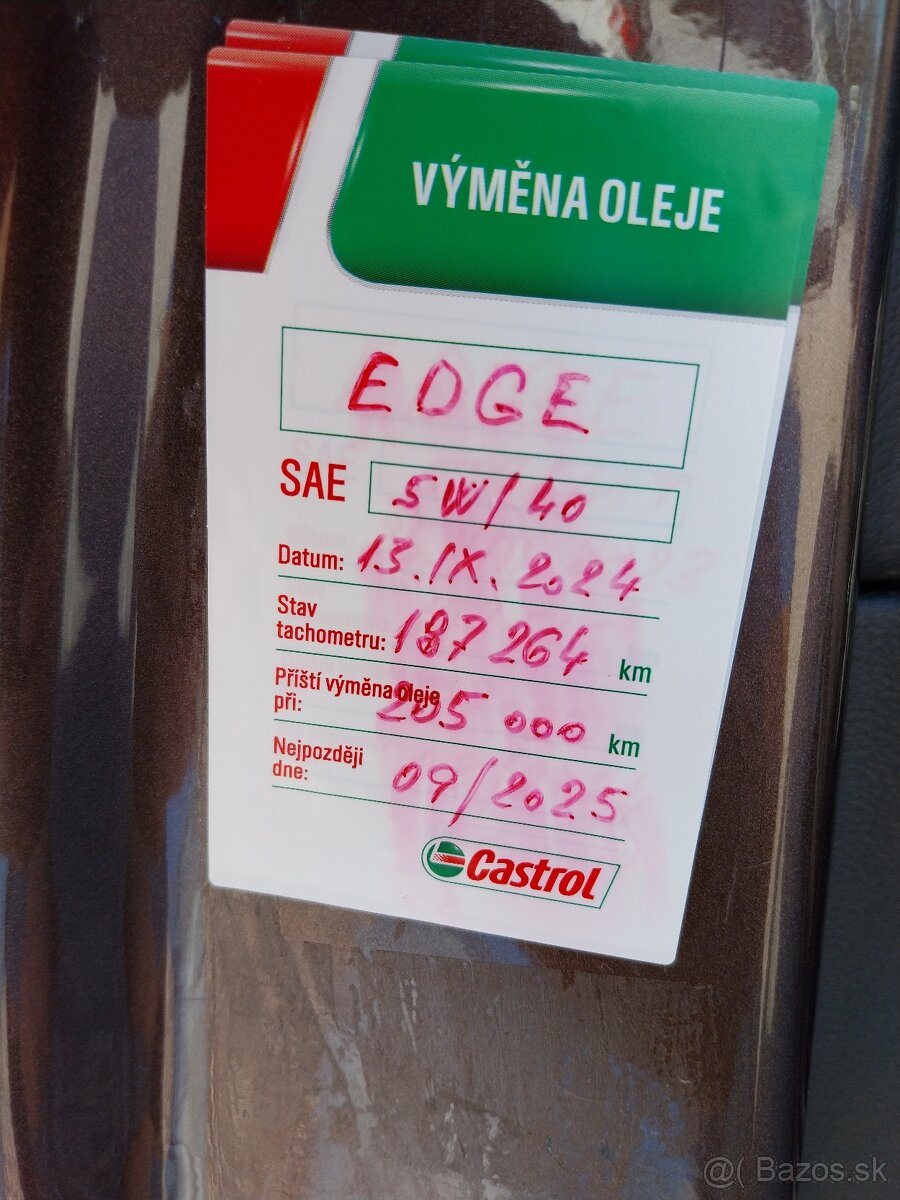 VÝMĚNA OLEJE
EDGE
SAE 5W/40
Datum: 13.IX.2024
Stav
tachometru: 187 264 km
Příští výměna oleje
při: 205 000 km
Nejpozději
dne: 09/2025
Castrol
@( Bazos.sk